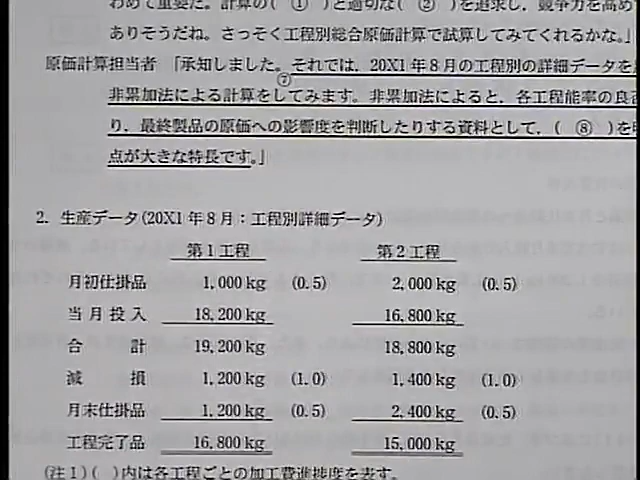 わめて重要だ。計算の(①)と適切な(②)を追求し，競争力を高め
ありそうだね。さっそく工程別総合原価計算で試算してみてくれるかな。」
原価計算担当者「承知しました。それでは，20X1年8月の工程別の詳細データを
⑦
非累加法による計算をしてみます。非累加法によると，各工程能率の良
り，最終製品の原価への影響度を判断したりする資料として，(⑧)を
点が大きな特長です。」
2．生産データ(20X1年8月：工程別詳細データ)
第1工程 第2工程
月初仕掛品 1,000 kg (0.5) 2,000 kg (0.5)
当月投入 18,200 kg 16,800 kg
合計 19,200 kg 18,800 kg
減損 1,200 kg (1.0) 1,400 kg (1.0)
月末仕掛品 1,200 kg (0.5) 2,400 kg (0.5)
工程完了品 16,800 kg 15,000 kg
(注1)( )内は各工程ごとの加工費進捗度を表す。